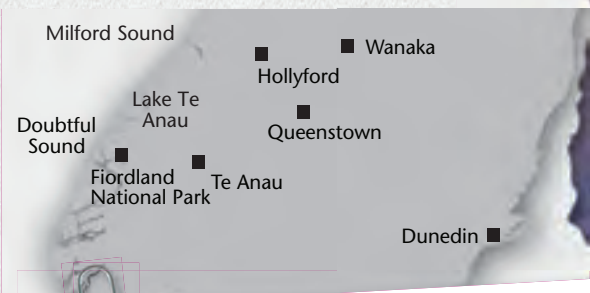 Milford Sound
Wanaka
Hollyford
Lake Te
Anau
Queenstown
Doubtful
Sound
Fiordland
National Park
Te Anau
Dunedin